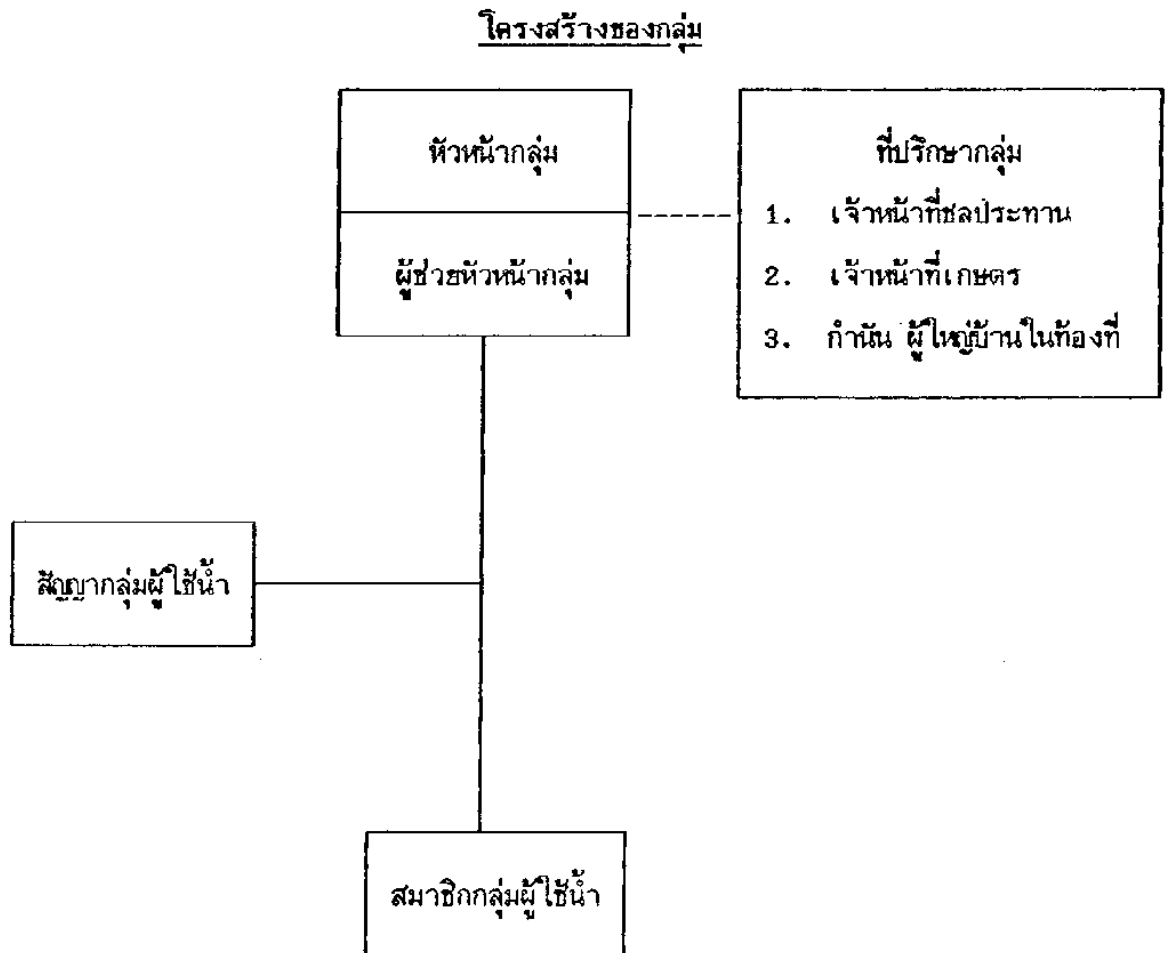 โครงสร้างของกลุ่ม
หัวหน้ากลุ่ม
ผู้ช่วยหัวหน้ากลุ่ม
ที่ปรึกษากลุ่ม
1. เจ้าหน้าที่ชลประทาน
2. เจ้าหน้าที่เกษตร
3. กำนัน ผู้ใหญ่บ้านในท้องที่
สัญญากลุ่มผู้ใช้น้ำ
สมาชิกกลุ่มผู้ใช้น้ำ